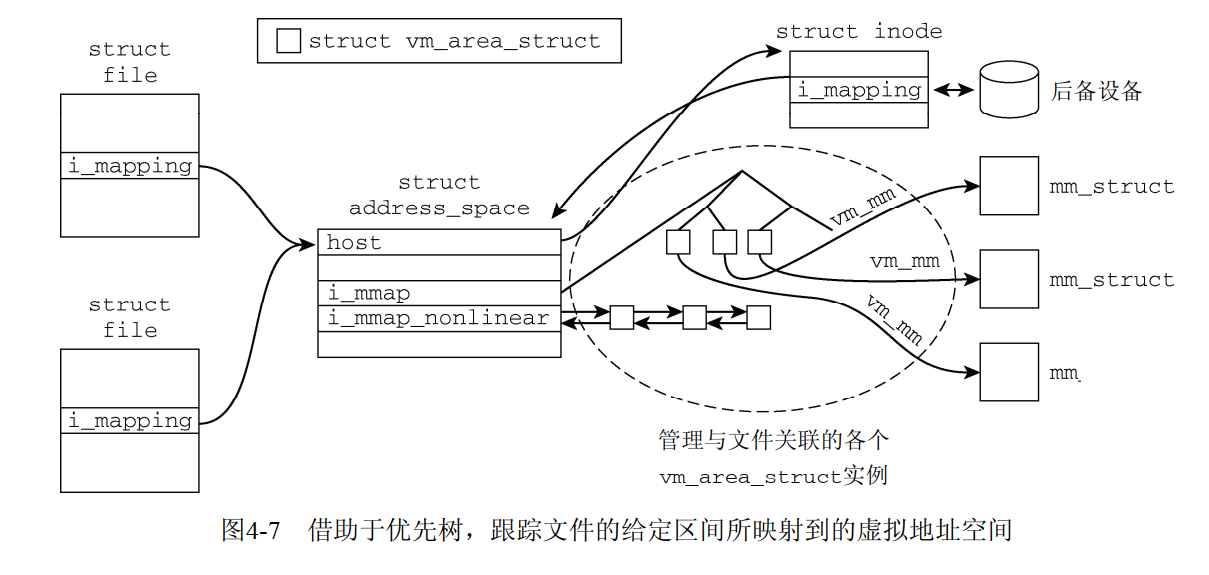 struct vm_area_struct
struct
file
i_mapping
struct
file
i_mapping
struct
address_space
host
i_mmap
i_mmap_nonlinear
struct inode
i_mapping
后备设备
vm_mm
mm_struct
vm_mm
mm_struct
vm_mm
mm
管理与文件关联的各个
vm_area_struct实例
图4-7 借助于优先树，跟踪文件的给定区间所映射到的虚拟地址空间